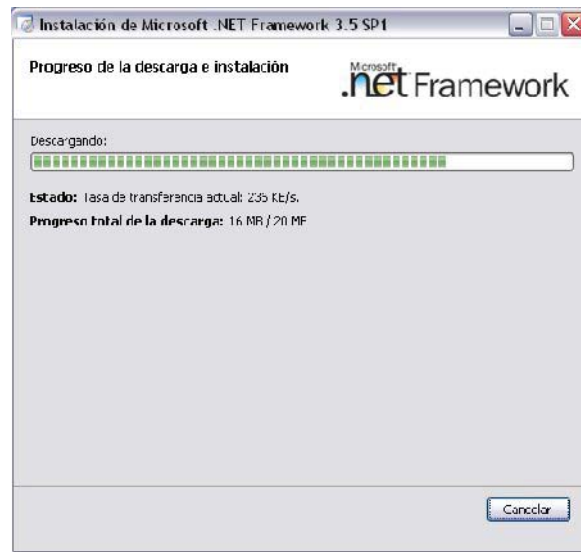 Instalación de Microsoft .NET Framework 3.5 SP1
Progreso de la descarga e instalación
Microsoft .net Framework
Descargando:
Estado: Tasa de transferencia actual: 235 KB/s.
Progreso total de la descarga: 16 MB / 20 MB
Cancelar